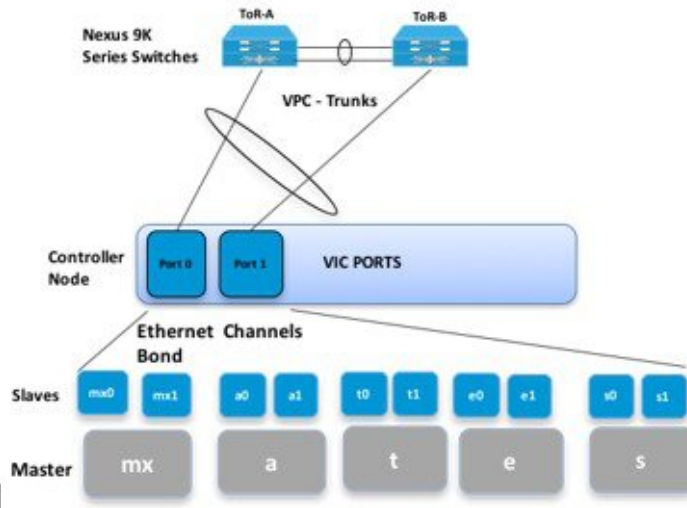 ToR-A
ToR-B
Nexus 9K
Series Switches
VPC - Trunks
Controller
Node
Port 0
Port 1
VIC PORTS
Ethernet Channels
Bond
Slaves
mx0
mx1
a0
a1
t0
t1
e0
e1
s0
s1
Master
mx
a
t
e
s